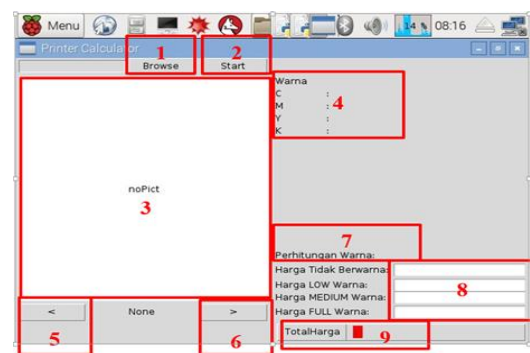 Menu
14 %
08:16
Printer Calculator
1
2
Browse
Start
Warna
C :
M :
Y :
K :
4
noPict
3
7
Perhitungan Warna:
Harga Tidak Berwarna:
Harga LOW Warna:
Harga MEDIUM Warna:
Harga FULL Warna:
8
<
None
>
5
6
TotalHarga
9